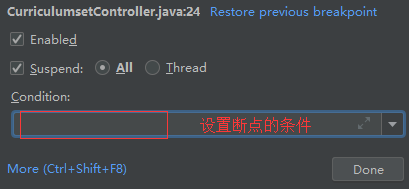 CurriculumsetController.java:24 Restore previous breakpoint
Enabled
Suspend: All Thread
Condition:
设置断点的条件
More (Ctrl+Shift+F8) Done